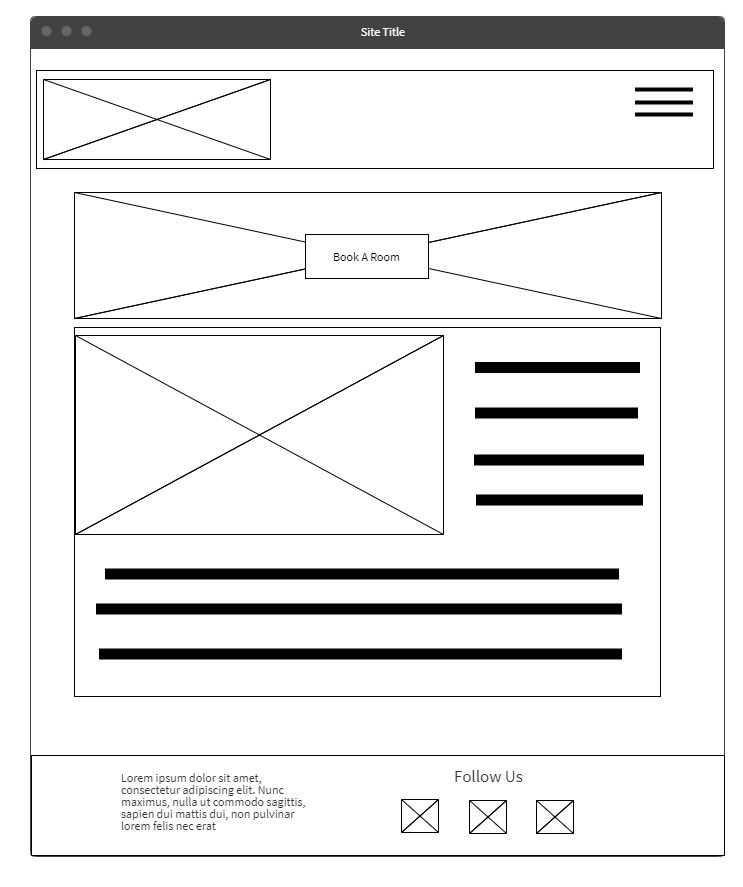 Site Title
Book A Room
Lorem ipsum dolor sit amet,
consectetur adipiscing elit. Nunc
maximus, nulla ut commodo sagittis,
sapien dui mattis dui, non pulvinar
lorem felis nec erat
Follow Us